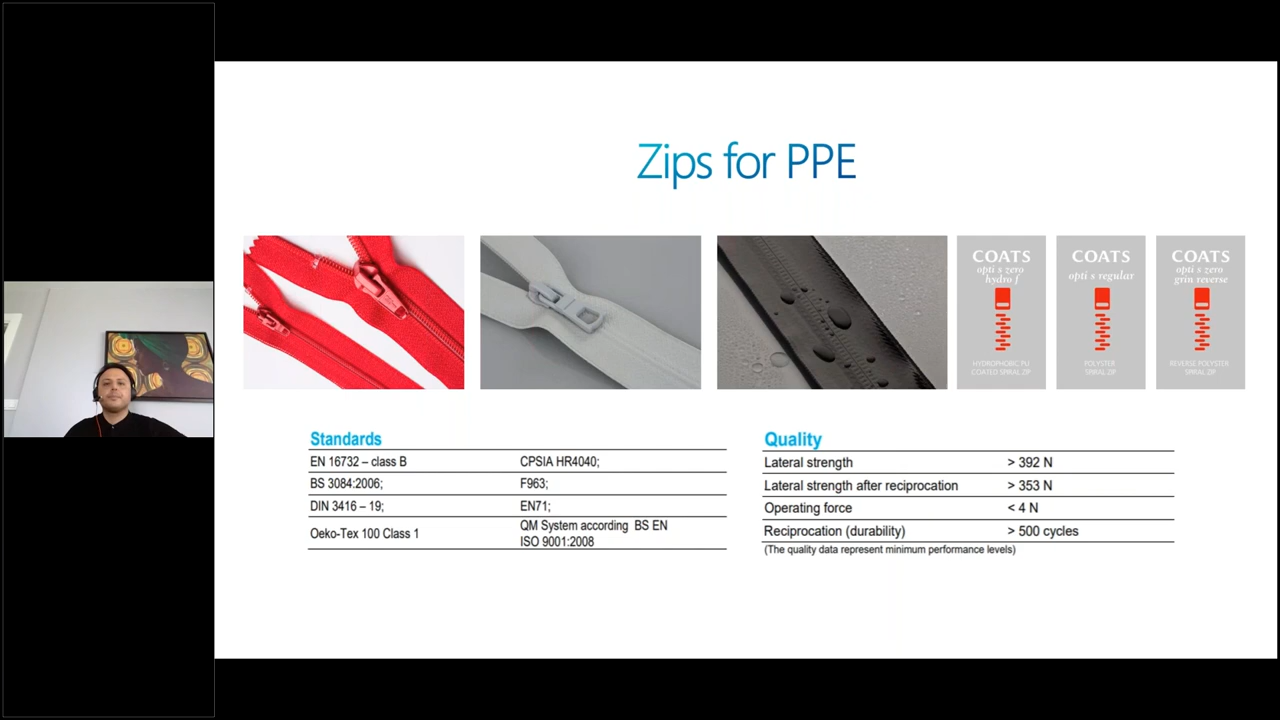 Zips for PPE
COATS
opti s zero
hydro f
HYDROPHOBIC PU
COATED SPIRAL ZIP
COATS
opti s regular
POLYSTER
SPIRAL ZIP
COATS
opti s zero
grin reverse
REVERSE POLYSTER
SPIRAL ZIP
Standards
EN 16732 – class B CPSIA HR4040;
BS 3084:2006; F963;
DIN 3416 – 19; EN71;
Oeko-Tex 100 Class 1 QM System according BS EN
ISO 9001:2008
Quality
Lateral strength > 392 N
Lateral strength after reciprocation > 353 N
Operating force < 4 N
Reciprocation (durability) > 500 cycles
(The quality data represent minimum performance levels)